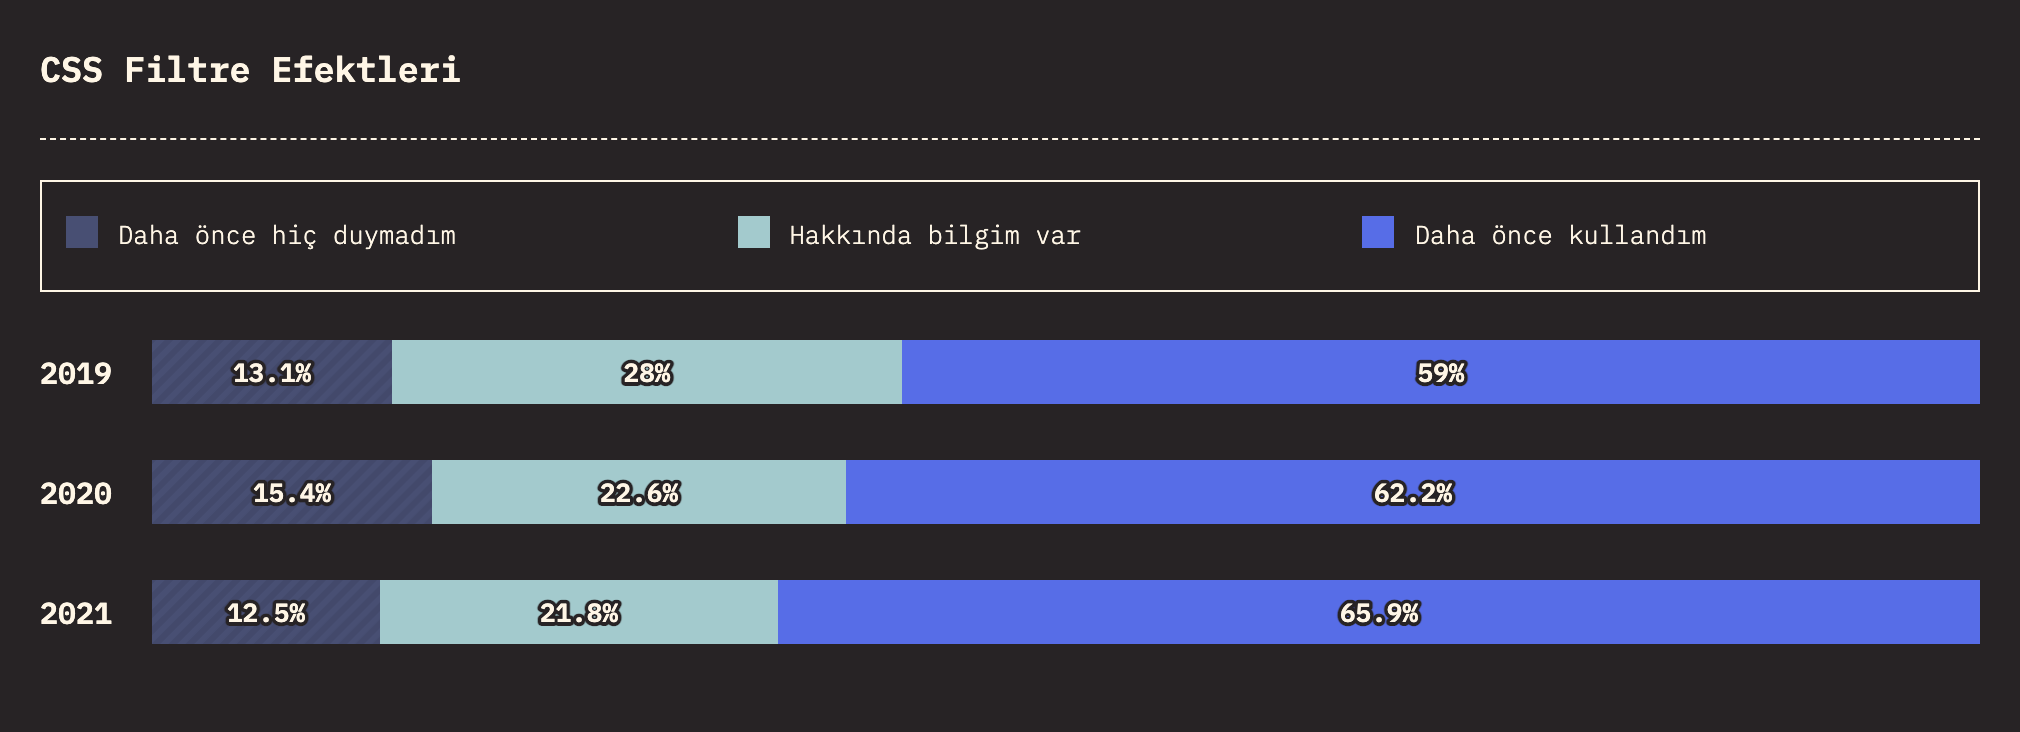 CSS Filtre Efektleri
Daha önce hiç duymadım Hakkında bilgim var Daha önce kullandım
2019 13.1% 28% 59%
2020 15.4% 22.6% 62.2%
2021 12.5% 21.8% 65.9%